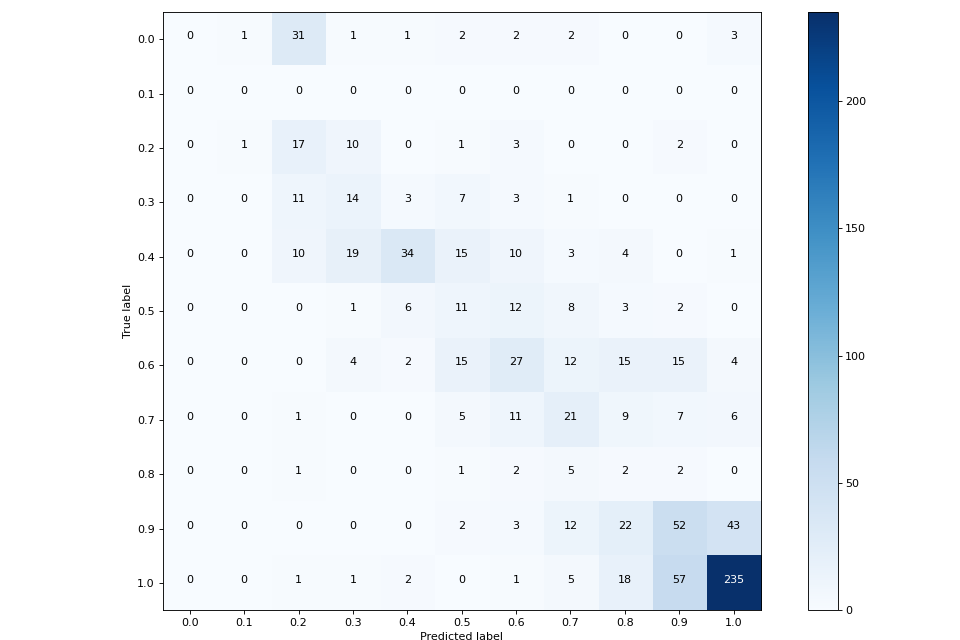 0.0 0 1 31 1 1 2 2 2 0 0 3
0.1 0 0 0 0 0 0 0 0 0 0 0
0.2 0 1 17 10 0 1 3 0 0 2 0
0.3 0 0 11 14 3 7 3 1 0 0 0
0.4 0 0 10 19 34 15 10 3 4 0 1
0.5 0 0 0 1 6 11 12 8 3 2 0
0.6 0 0 0 4 2 15 27 12 15 15 4
0.7 0 0 1 0 0 5 11 21 9 7 6
0.8 0 0 1 0 0 1 2 5 2 2 0
0.9 0 0 0 0 0 2 3 12 22 52 43
1.0 0 0 1 1 2 0 1 5 18 57 235
0.0 0.1 0.2 0.3 0.4 0.5 0.6 0.7 0.8 0.9 1.0
Predicted label
True label
200
150
100
50
0